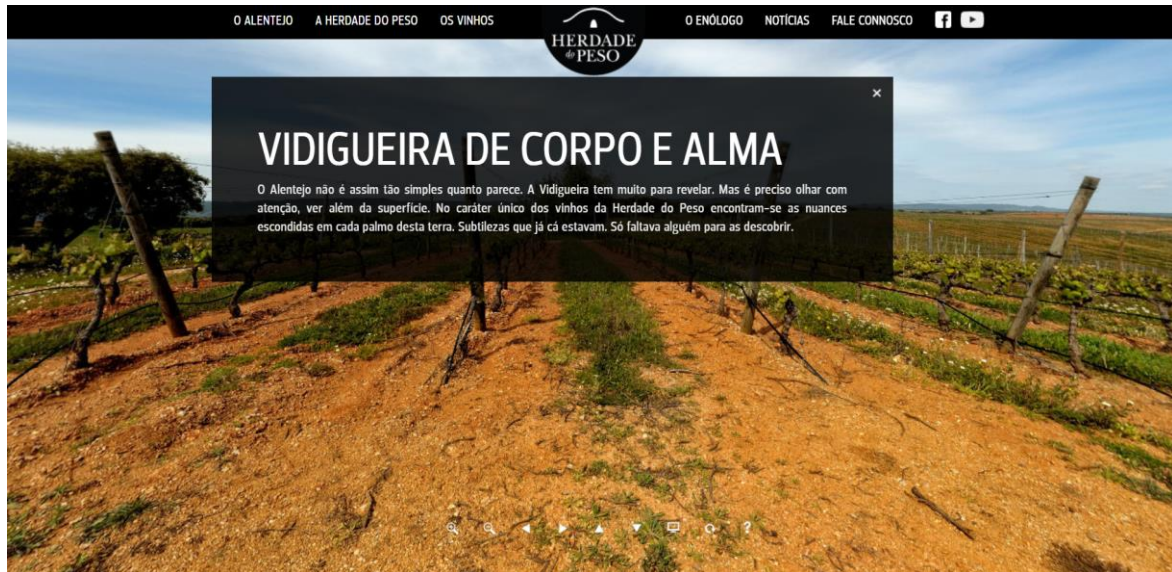 O ALENTEJO A HERDADE DO PESO OS VINHOS
HERDADE
do PESO
O ENÓLOGO NOTÍCIAS FALE CONNOSCO
VIDIGUEIRA DE CORPO E ALMA
O Alentejo não é assim tão simples quanto parece. A Vidigueira tem muito para revelar. Mas é preciso olhar com
atenção, ver além da superfície. No caráter único dos vinhos da Herdade do Peso encontram-se as nuances
escondidas em cada palmo desta terra. Subtilezas que já cá estavam. Só faltava alguém para as descobrir.